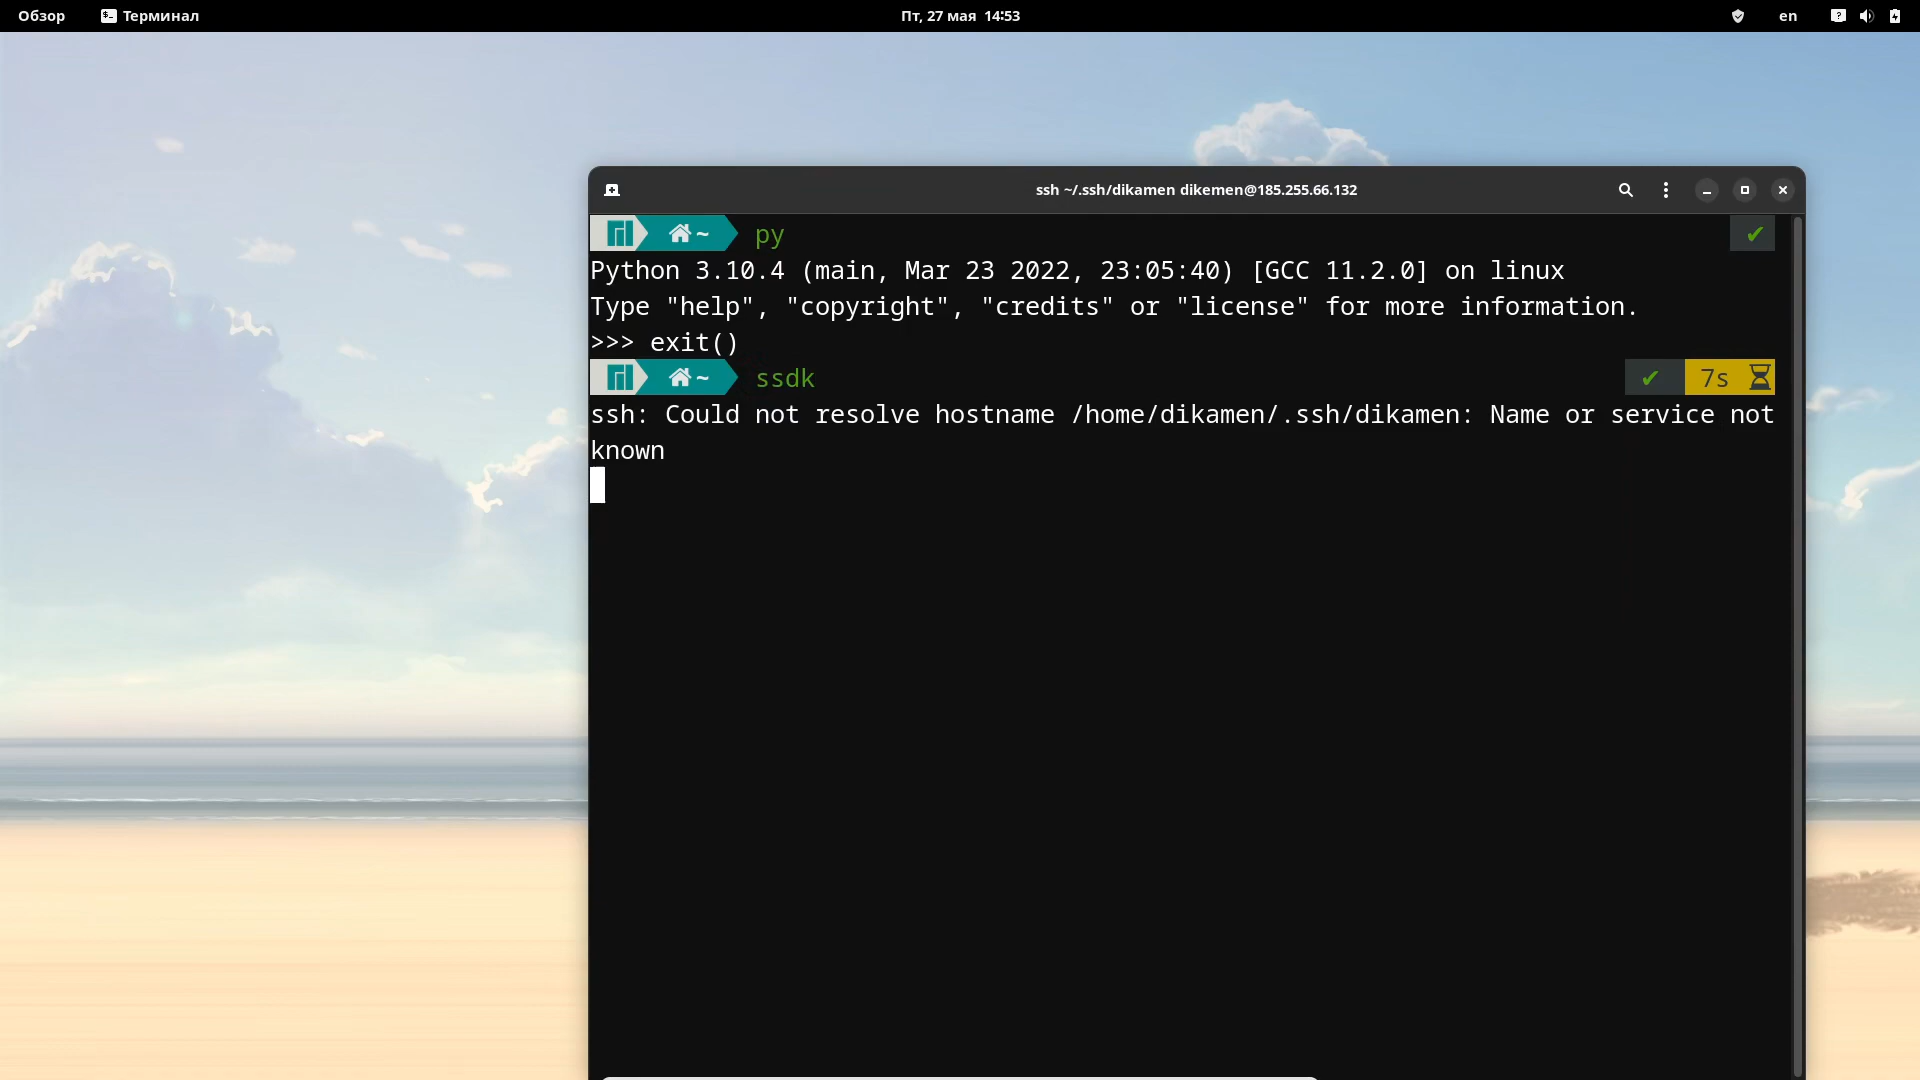 Обзор Терминал Пт, 27 мая 14:53 en
ssh ~/.ssh/dikamen dikemen@185.255.66.132
~ py ✔
Python 3.10.4 (main, Mar 23 2022, 23:05:40) [GCC 11.2.0] on linux
Type "help", "copyright", "credits" or "license" for more information.
>>> exit()
~ ssdk ✔ 7s
ssh: Could not resolve hostname /home/dikamen/.ssh/dikamen: Name or service not
known